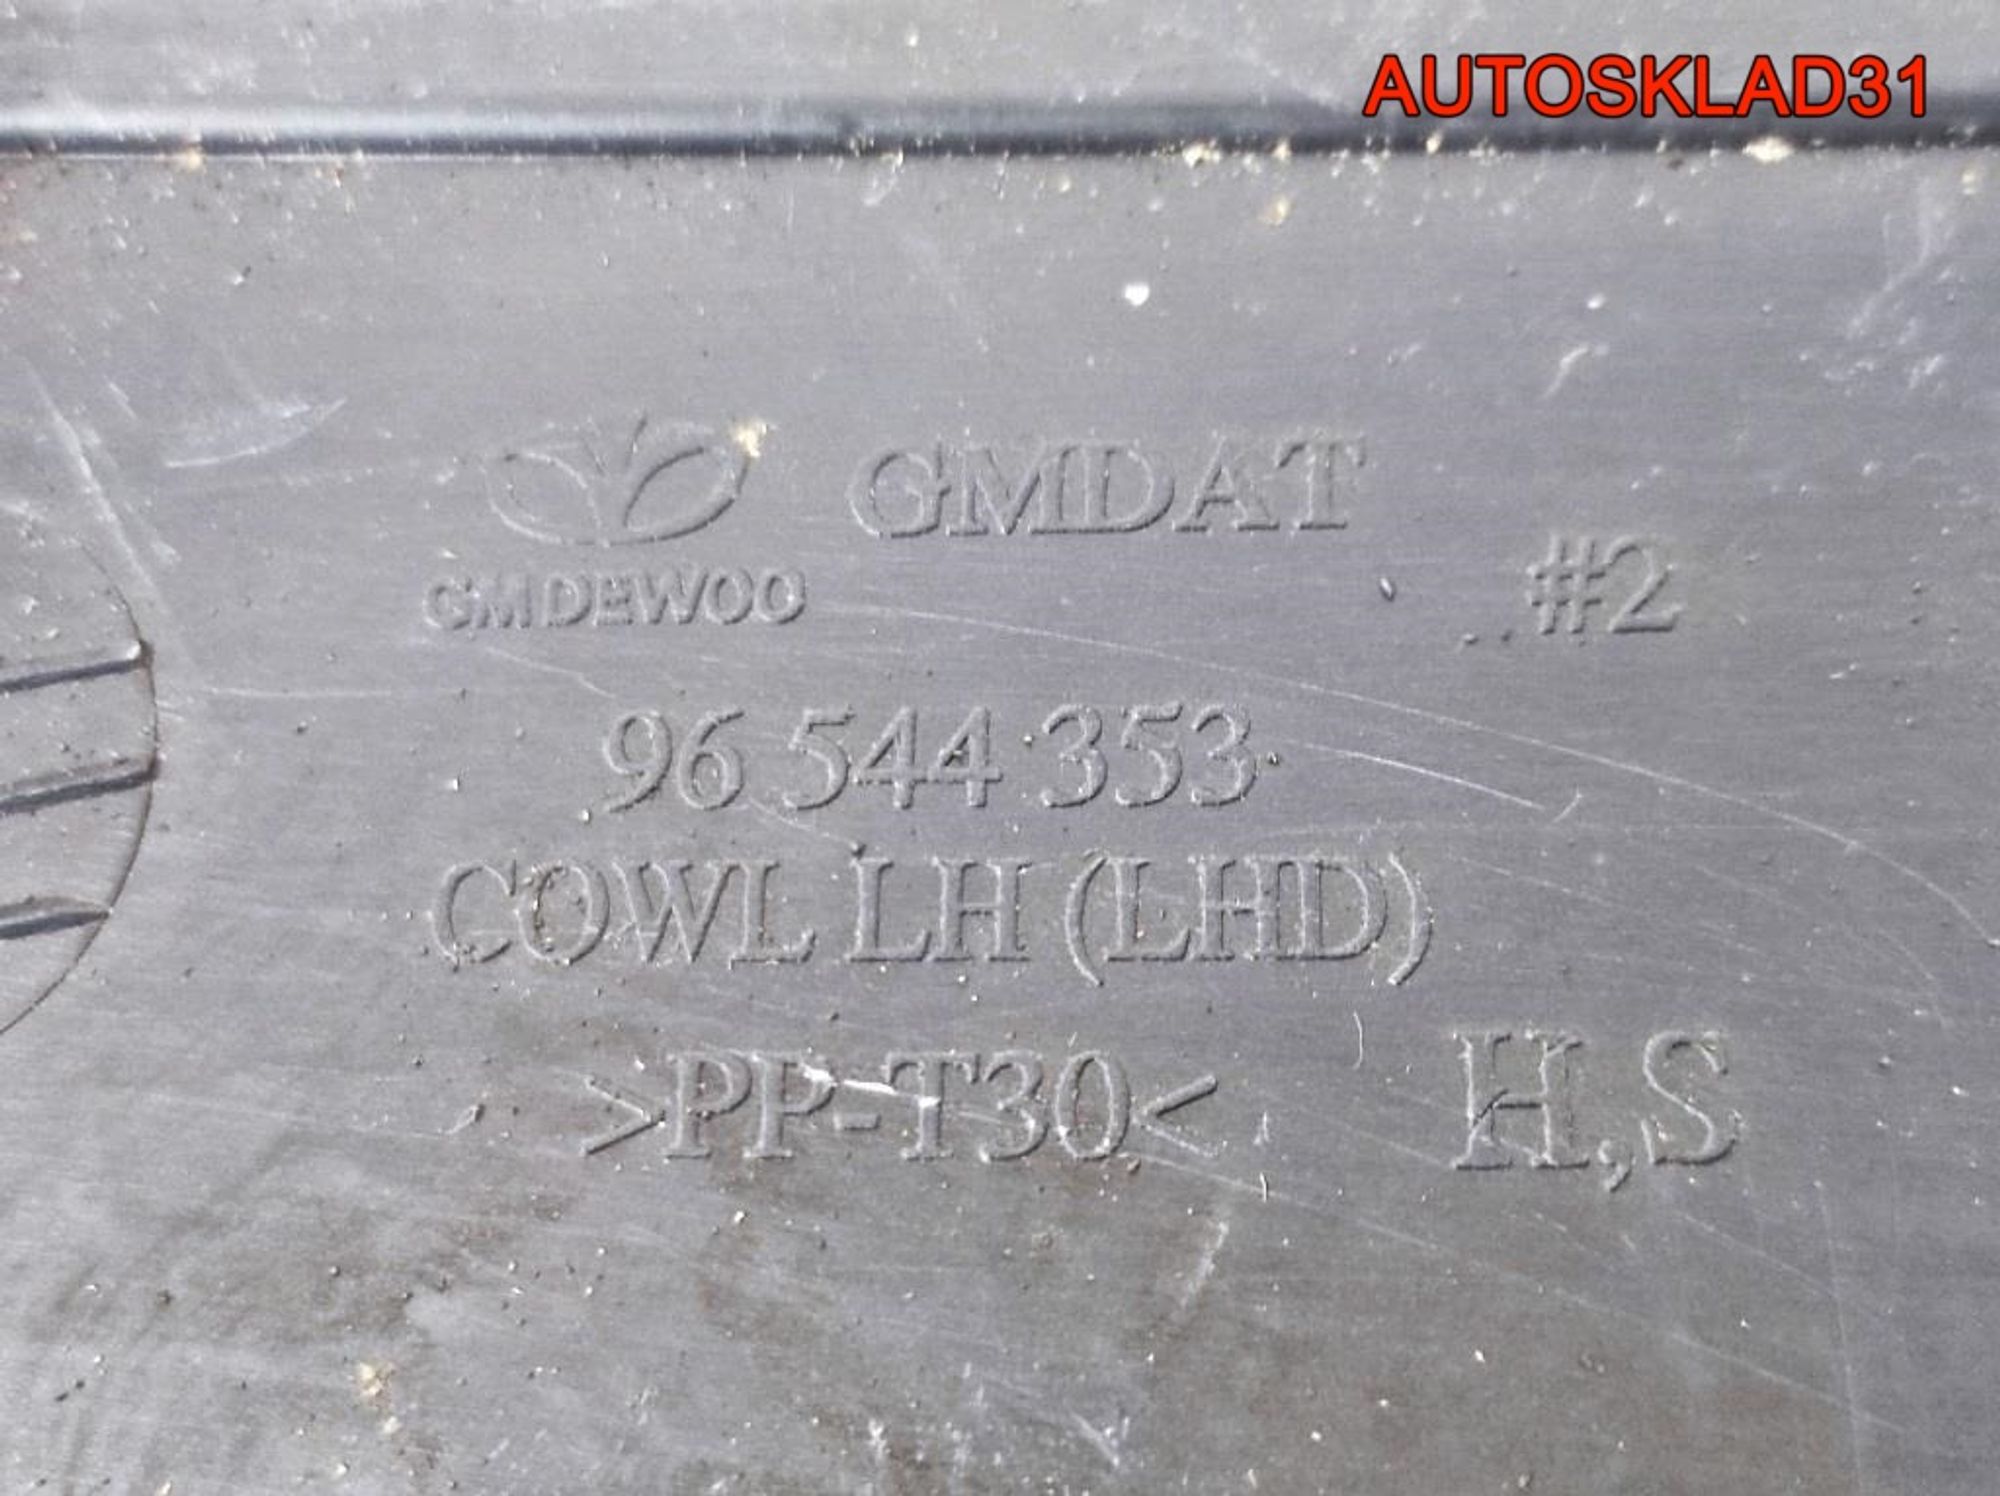 AUTOSKLAD31
GMDAT
GMDEWOO
#2
96 544 353
COWL LH (LHD)
>PP-T30<
H,S